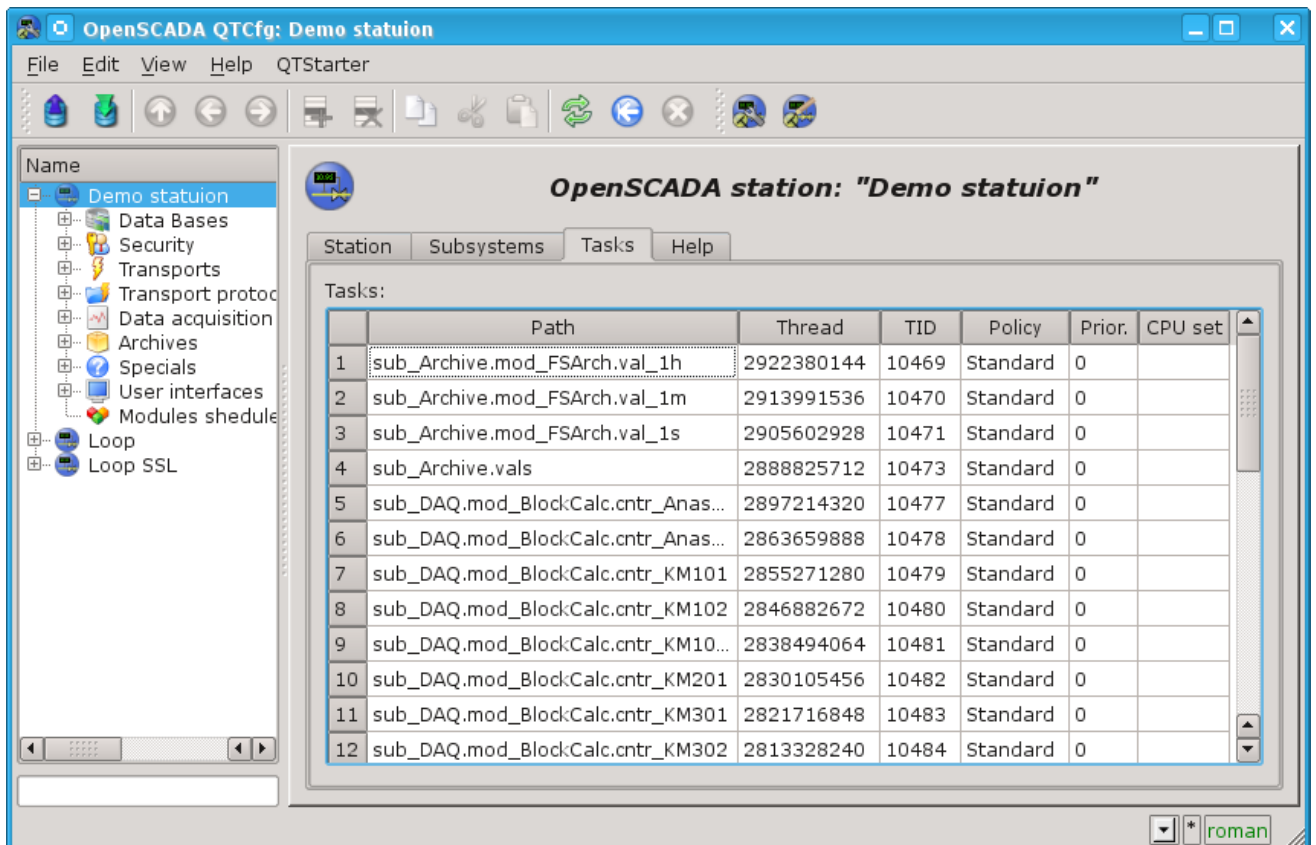 OpenSCADA QTCfg: Demo statuion
File Edit View Help QTStarter
Name
Demo statuion
Data Bases
Security
Transports
Transport protoc
Data acquisition
Archives
Specials
User interfaces
Modules shedule
Loop
Loop SSL
OpenSCADA station: "Demo statuion"
Station Subsystems Tasks Help
Tasks:
Path Thread TID Policy Prior. CPU set
1 sub_Archive.mod_FSArch.val_1h 2922380144 10469 Standard 0
2 sub_Archive.mod_FSArch.val_1m 2913991536 10470 Standard 0
3 sub_Archive.mod_FSArch.val_1s 2905602928 10471 Standard 0
4 sub_Archive.vals 2888825712 10473 Standard 0
5 sub_DAQ.mod_BlockCalc.cntr_Anas... 2897214320 10477 Standard 0
6 sub_DAQ.mod_BlockCalc.cntr_Anas... 2863659888 10478 Standard 0
7 sub_DAQ.mod_BlockCalc.cntr_KM101 2855271280 10479 Standard 0
8 sub_DAQ.mod_BlockCalc.cntr_KM102 2846882672 10480 Standard 0
9 sub_DAQ.mod_BlockCalc.cntr_KM10... 2838494064 10481 Standard 0
10 sub_DAQ.mod_BlockCalc.cntr_KM201 2830105456 10482 Standard 0
11 sub_DAQ.mod_BlockCalc.cntr_KM301 2821716848 10483 Standard 0
12 sub_DAQ.mod_BlockCalc.cntr_KM302 2813328240 10484 Standard 0
* roman